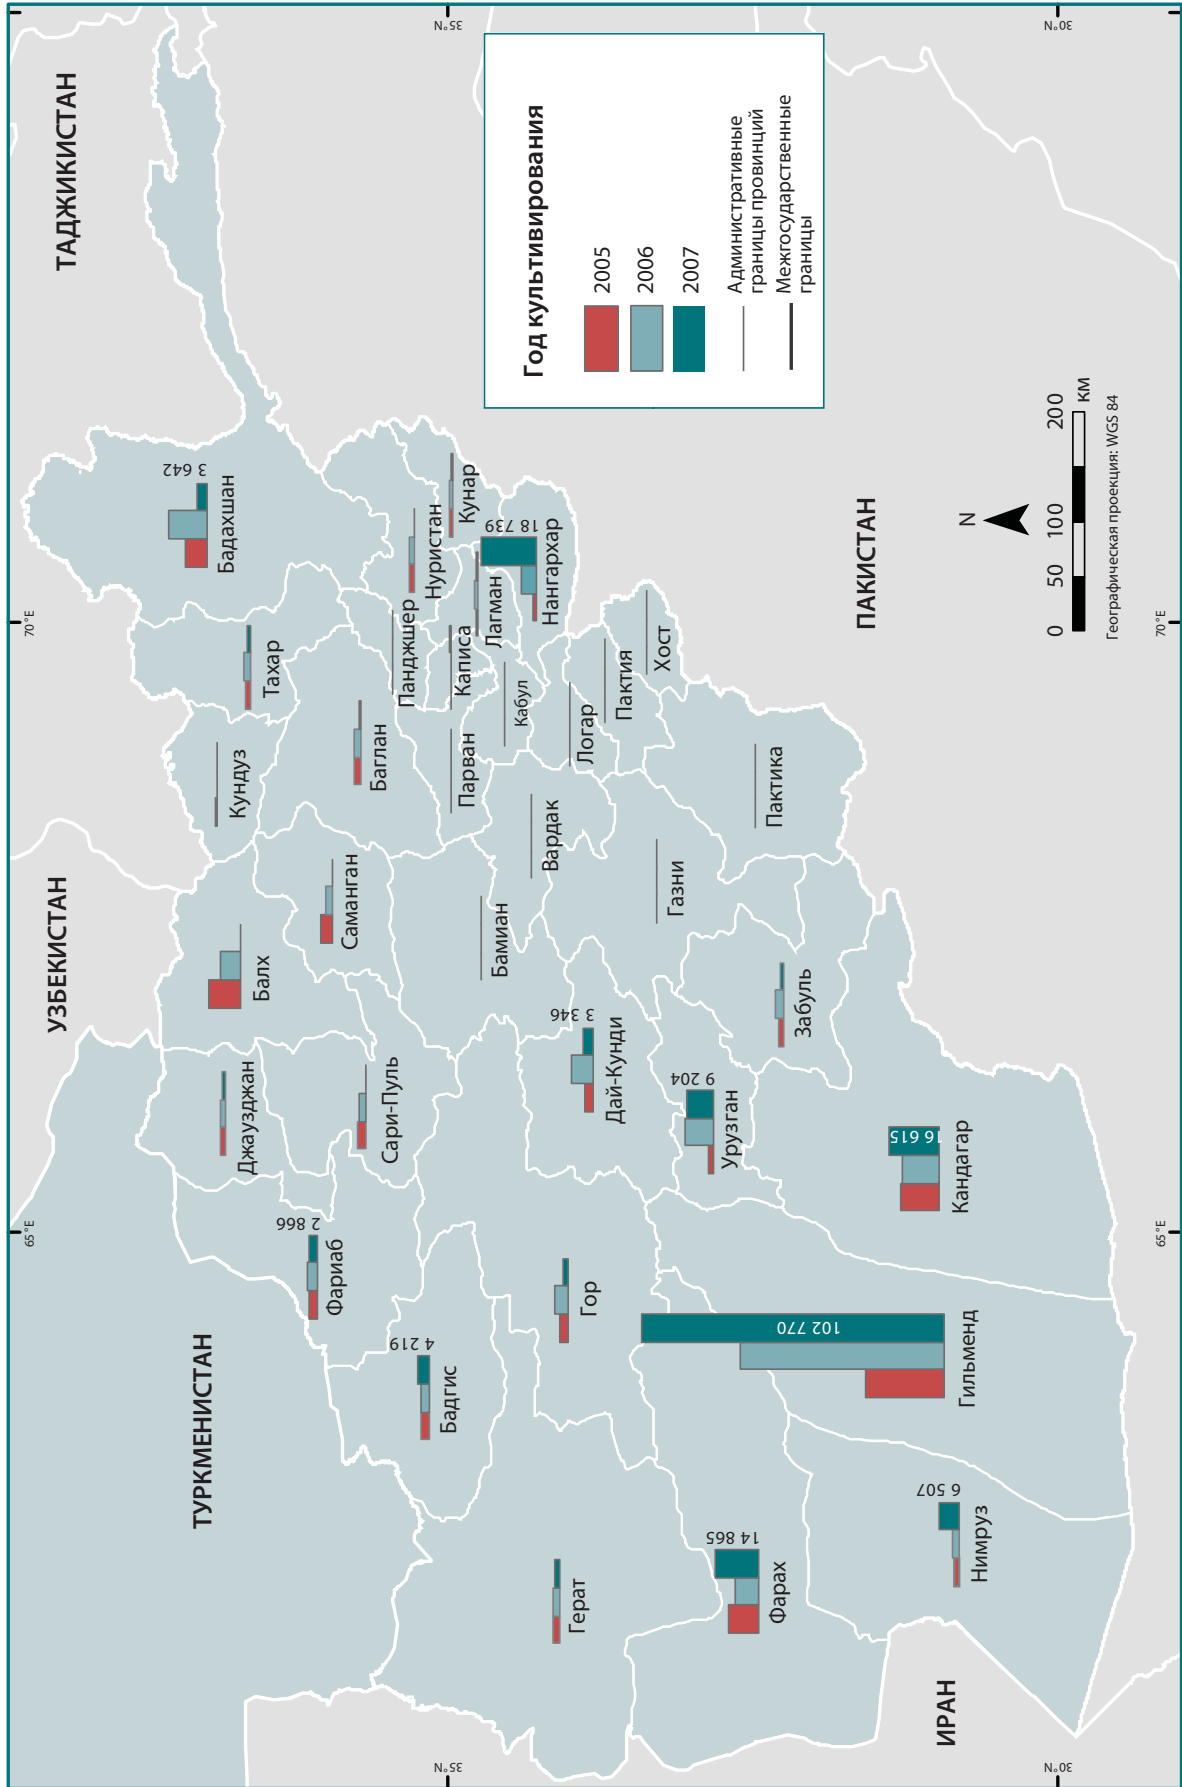 ТАДЖИКИСТАН
УЗБЕКИСТАН
ТУРКМЕНИСТАН
ИРАН
ПАКИСТАН
65°E
70°E
35°N
30°N
35°N
30°N
65°E
70°E
Бадахшан
3 642
Тахар
Кундуз
Балх
Джаузджан
Саманган
Баглан
Сари-Пуль
Фариаб
2 866
Бадгис
4 219
Нуристан
Кунар
Панджшер
Каписа
Лагман
Нангархар
18 739
Парван
Кабул
Бамиан
Вардак
Логар
Пактия
Хост
Герат
Гор
Дай-Кунди
3 346
Газни
Пактика
Фарах
14 865
Урузган
9 204
Забуль
Нимруз
6 507
Гильменд
102 770
Кандагар
16 615
Год культивирования
2005
2006
2007
Административные
границы провинций
Межгосударственные
границы
N
0
50
100
200
км
Географическая проекция: WGS 84